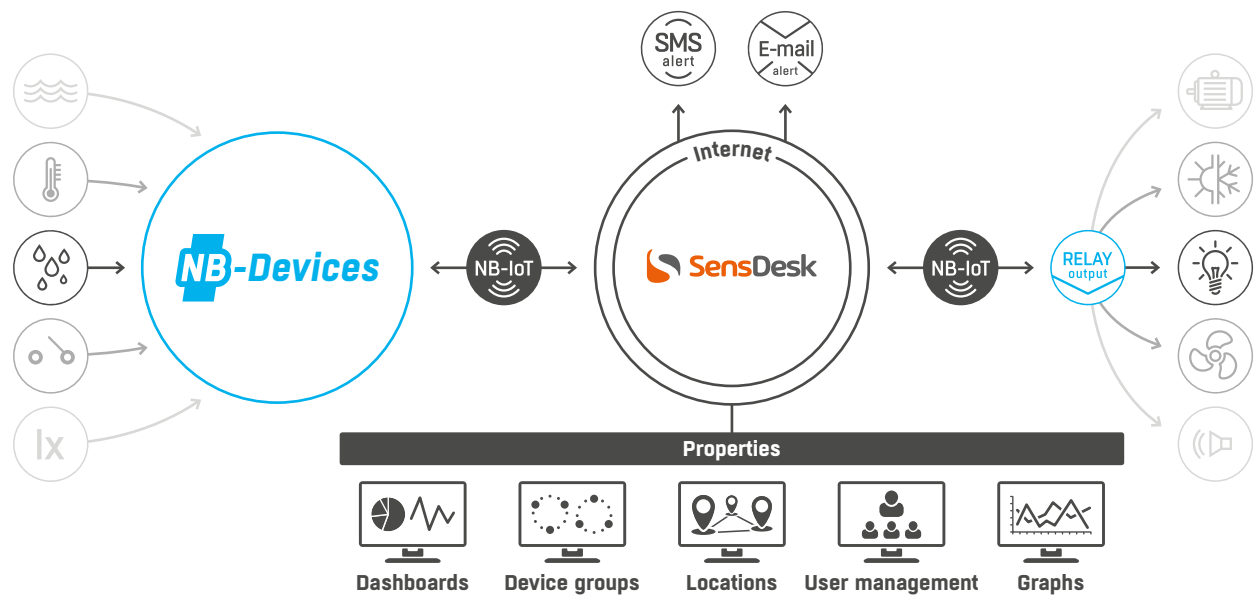 SMS
alert
E-mail
alert
Internet
NB-Devices
NB-IoT
SensDesk
NB-IoT
RELAY
output
lx
Properties
Dashboards
Device groups
Locations
User management
Graphs